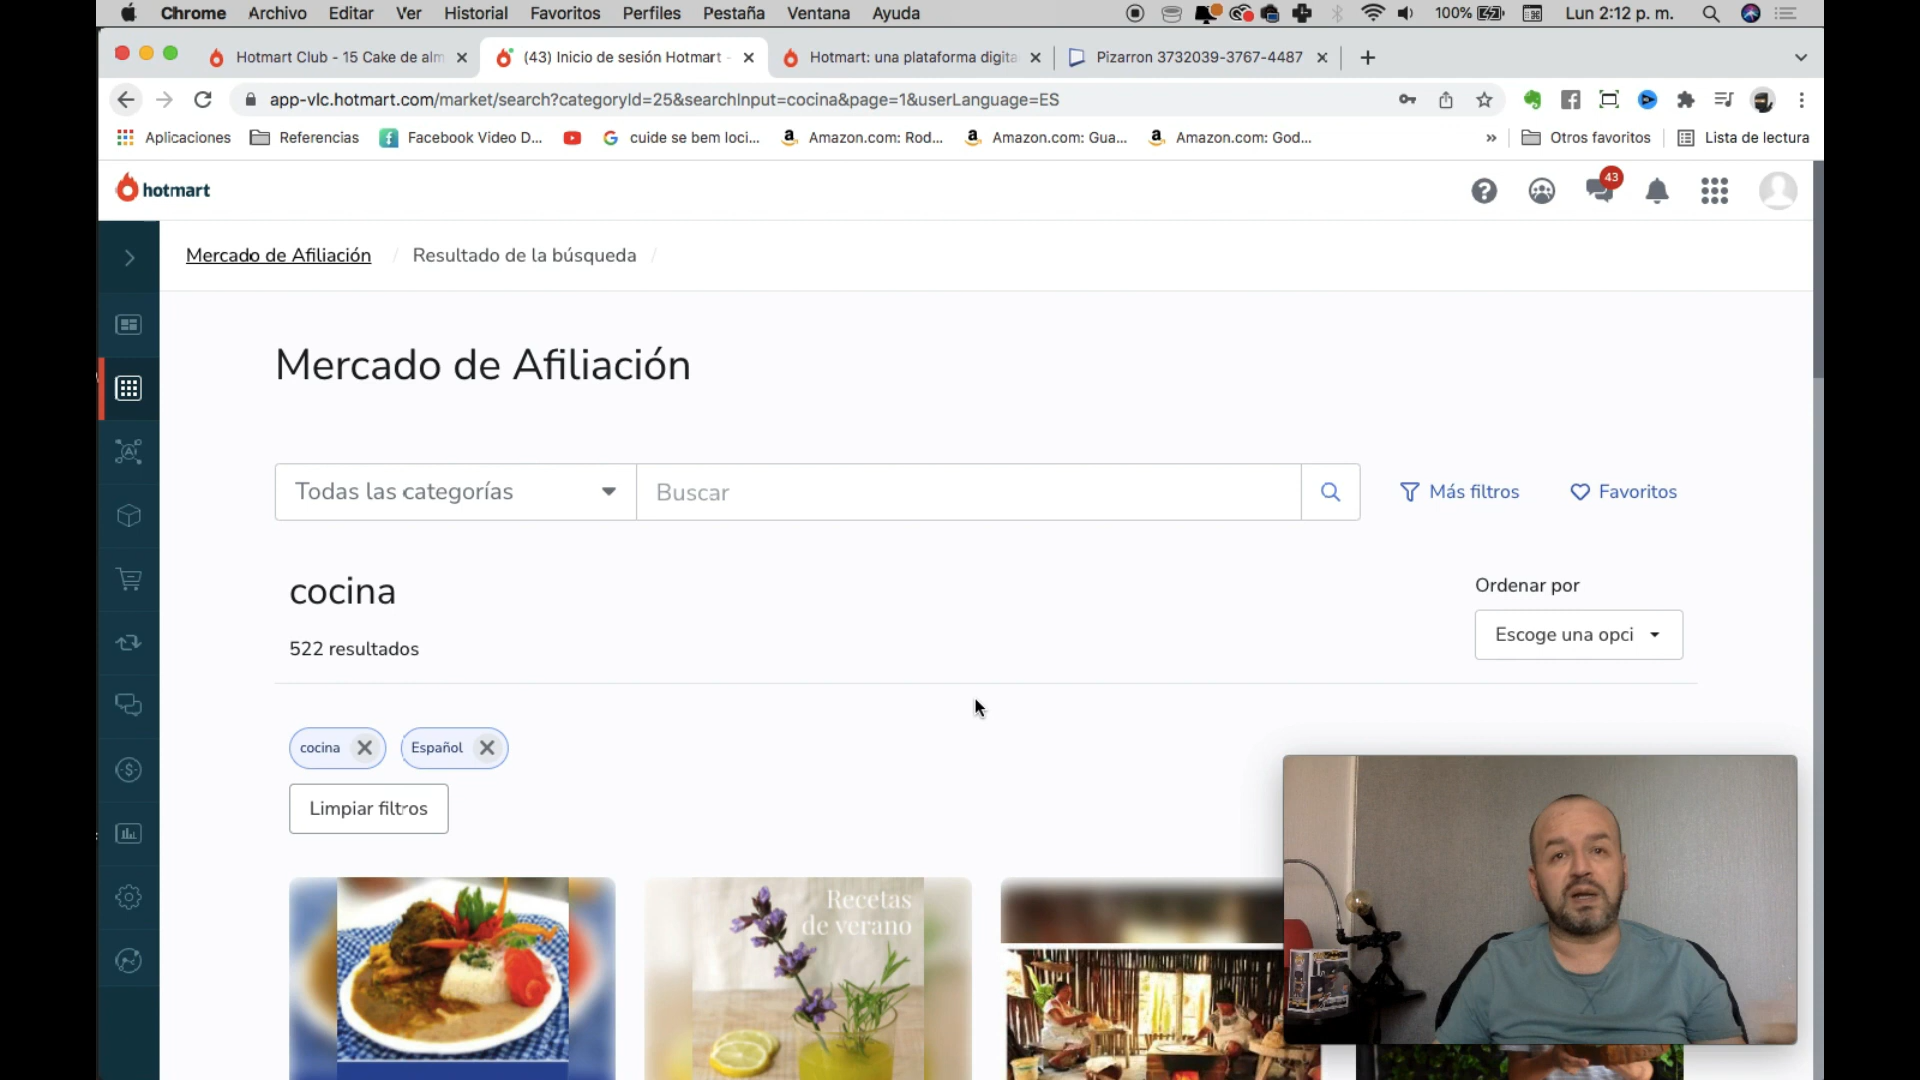 Chrome Archivo Editar Ver Historial Favoritos Perfiles Pestaña Ventana Ayuda 100% Lun 2:12 p. m.
Hotmart Club - 15 Cake de alm (43) Inicio de sesión Hotmart - Hotmart: una plataforma digita Pizarron 3732039-3767-4487
app-vlc.hotmart.com/market/search?categoryId=25&searchInput=cocina&page=1&userLanguage=ES
Aplicaciones Referencias Facebook Video D... cuide se bem loci... Amazon.com: Rod... Amazon.com: Gua... Amazon.com: God... » Otros favoritos Lista de lectura
hotmart 43
Mercado de Afiliación / Resultado de la búsqueda /
Mercado de Afiliación
Todas las categorías Buscar Más filtros Favoritos
cocina
Ordenar por
522 resultados
Escoge una opci
cocina Español
Limpiar filtros
Recetas
de verano